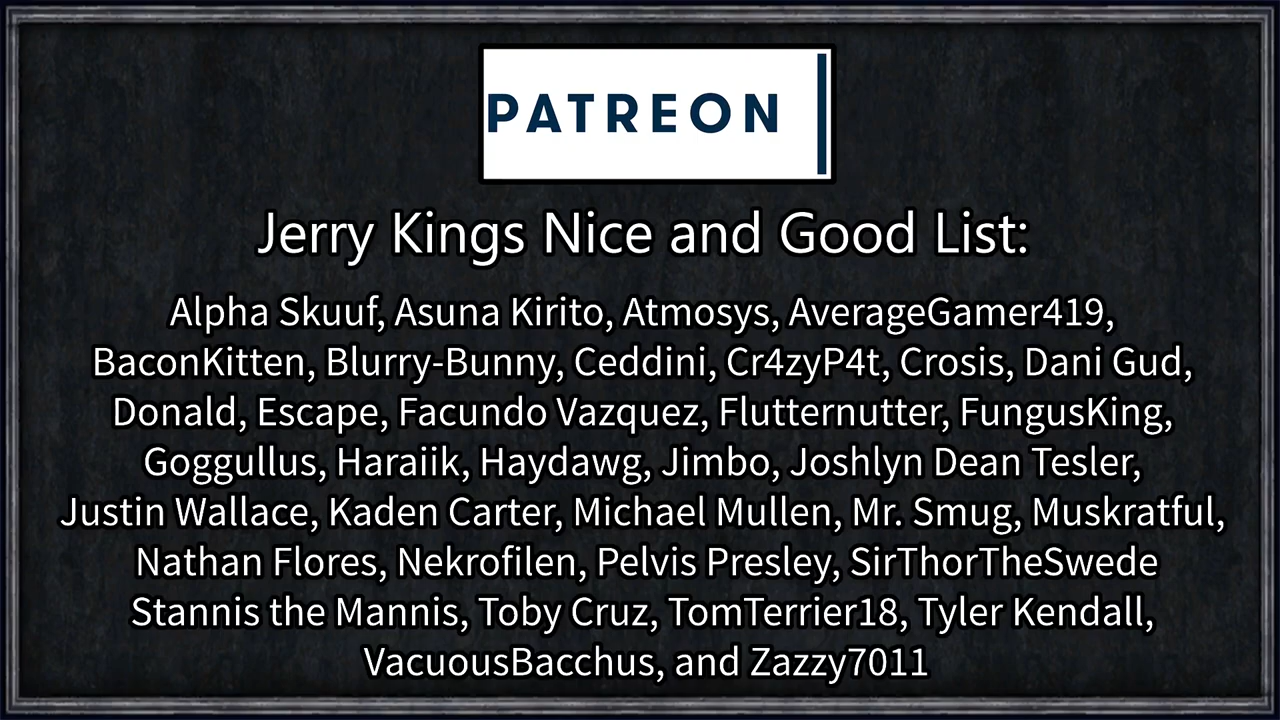 PATREON
Jerry Kings Nice and Good List:
Alpha Skuuf, Asuna Kirito, Atmosys, AverageGamer419,
BaconKitten, Blurry-Bunny, Ceddini, Cr4zyP4t, Crosis, Dani Gud,
Donald, Escape, Facundo Vazquez, Flutternutter, FungusKing,
Goggullus, Haraiik, Haydawg, Jimbo, Joshlyn Dean Tesler,
Justin Wallace, Kaden Carter, Michael Mullen, Mr. Smug, Muskratful,
Nathan Flores, Nekrofilen, Pelvis Presley, SirThorTheSwede
Stannis the Mannis, Toby Cruz, TomTerrier18, Tyler Kendall,
VacuousBacchus, and Zazzy7011